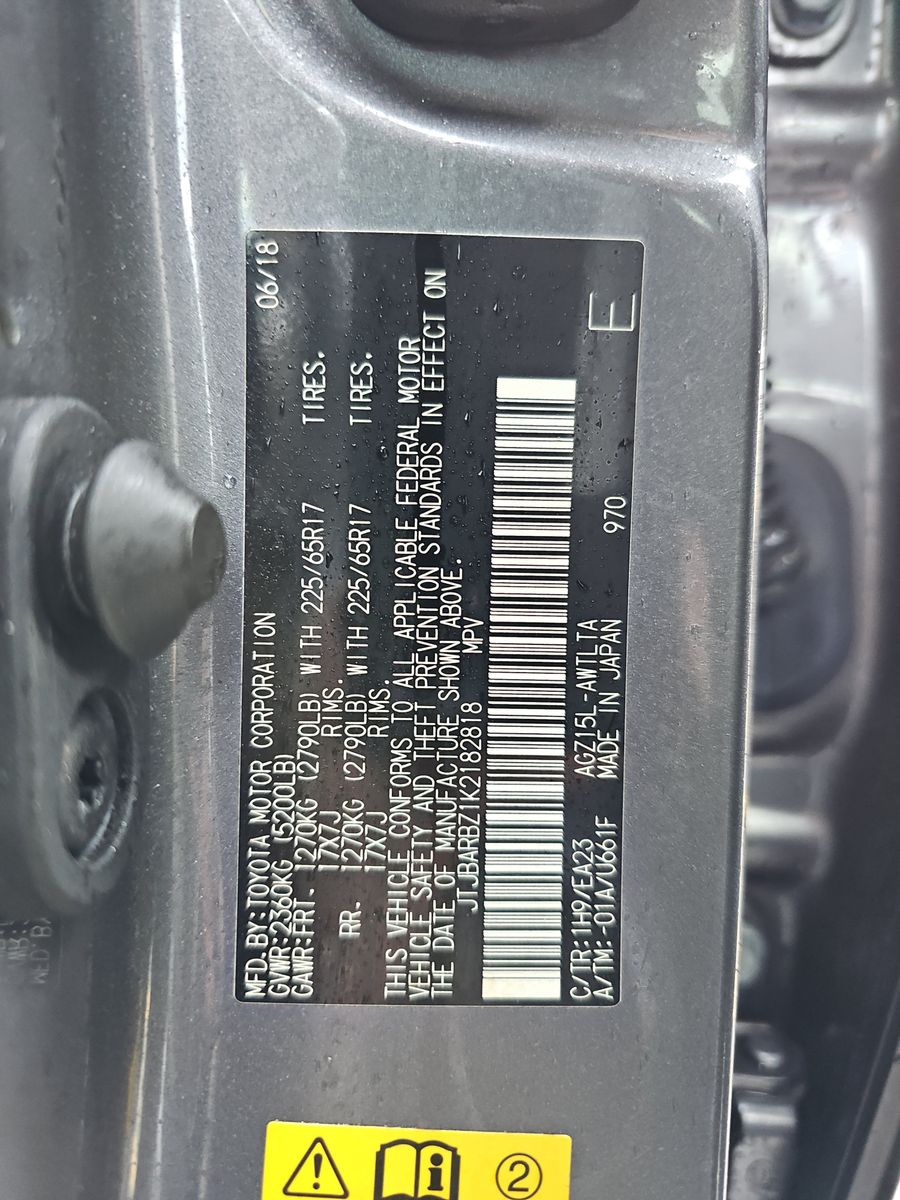 MFD.BY:TOYOTA MOTOR CORPORATION 06/18
GVWR:2360KG (5200LB)
GAWR:FRT. 1270KG (2790LB) WITH 225/65R17 TIRES.
17X7J RIMS.
RR. 1270KG (2790LB) WITH 225/65R17 TIRES.
17X7J RIMS.
THIS VEHICLE CONFORMS TO ALL APPLICABLE FEDERAL MOTOR
VEHICLE SAFETY AND THEFT PREVENTION STANDARDS IN EFFECT ON
THE DATE OF MANUFACTURE SHOWN ABOVE.
JTJBARBZ1K2182818 MPV
C/TR:1H9/EA23 AGZ15L-AWTLTA 970 E
A/TM:-01A/U661F MADE IN JAPAN
2